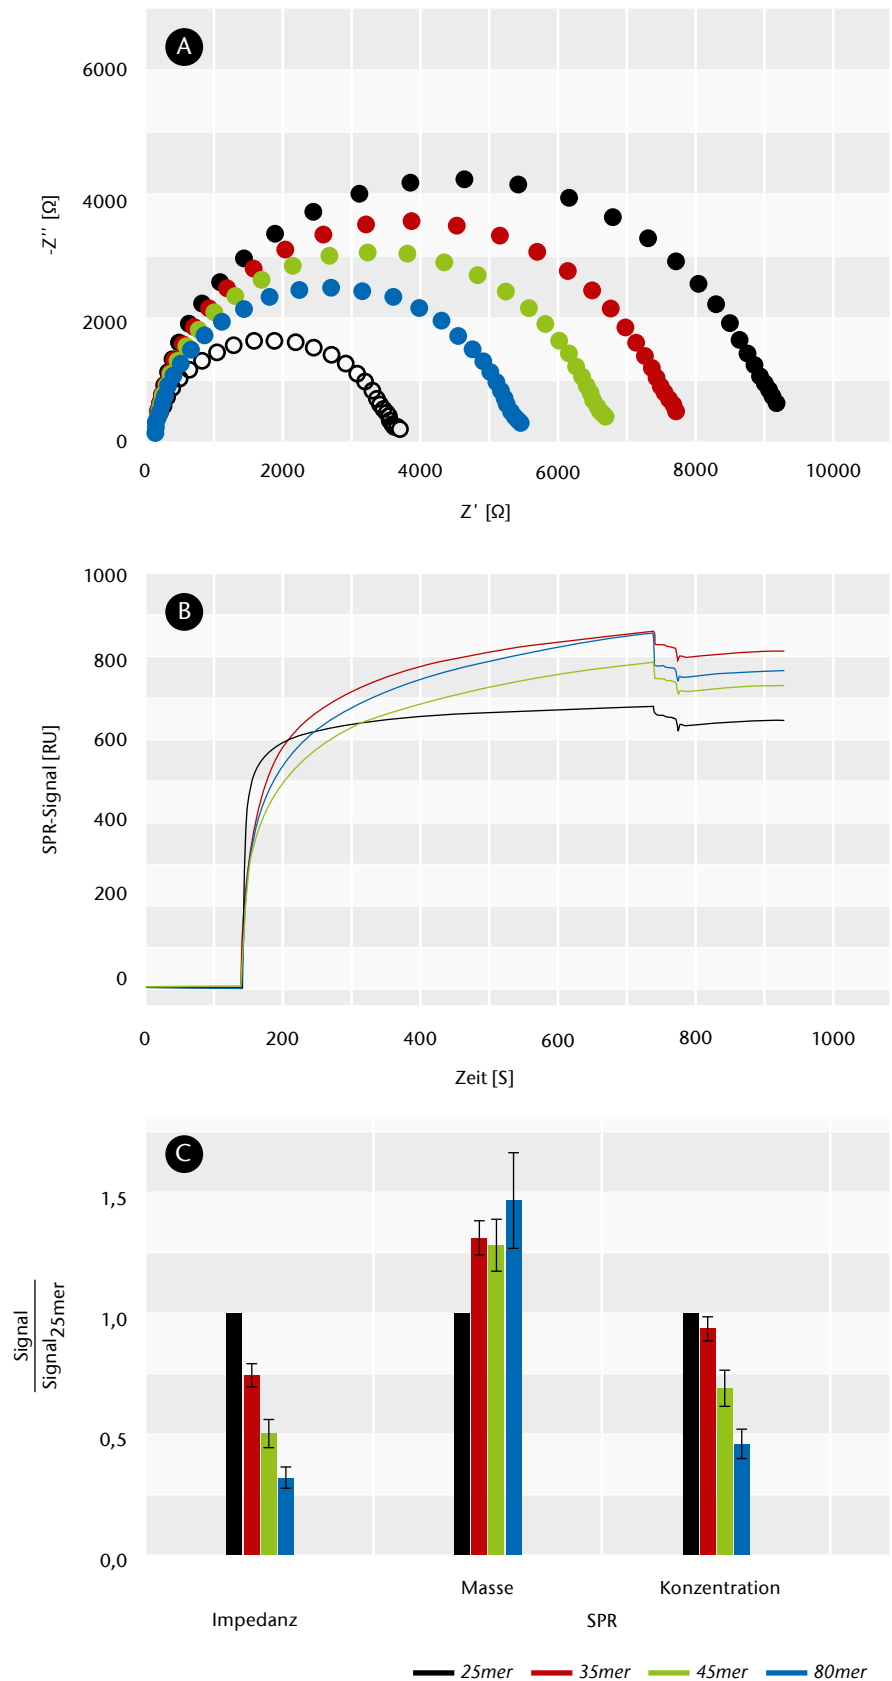 A
6000
4000
2000
0
-Z'' [Ω]
0 2000 4000 6000 8000 10000
Z' [Ω]
B
1000
800
600
400
200
0
SPR-Signal [RU]
0 200 400 600 800 1000
Zeit [S]
C
1,5
1,0
0,5
0,0
Signal
Signal25mer
Masse Konzentration
Impedanz SPR
25mer 35mer 45mer 80mer